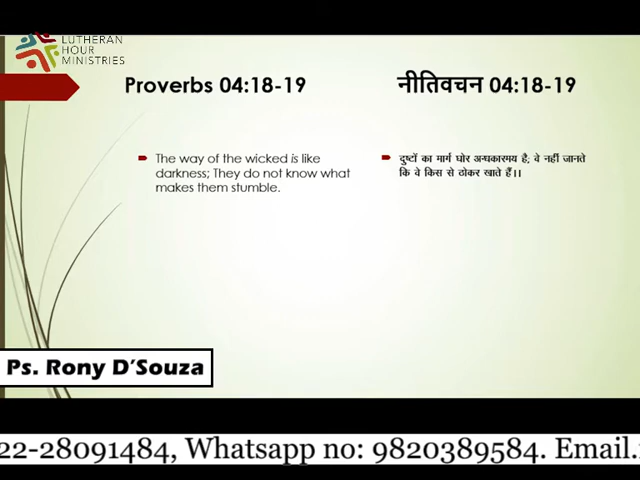 LUTHERAN
HOUR
MINISTRIES
Proverbs 04:18-19
नीतिवचन 04:18-19
The way of the wicked is like
darkness; They do not know what
makes them stumble.
दुष्टों का मार्ग घोर अन्धकारमय है; वे नहीं जानते
कि वे किस से ठोकर खाते हैं।।
Ps. Rony D’Souza
22-28091484, Whatsapp no: 9820389584. Email.